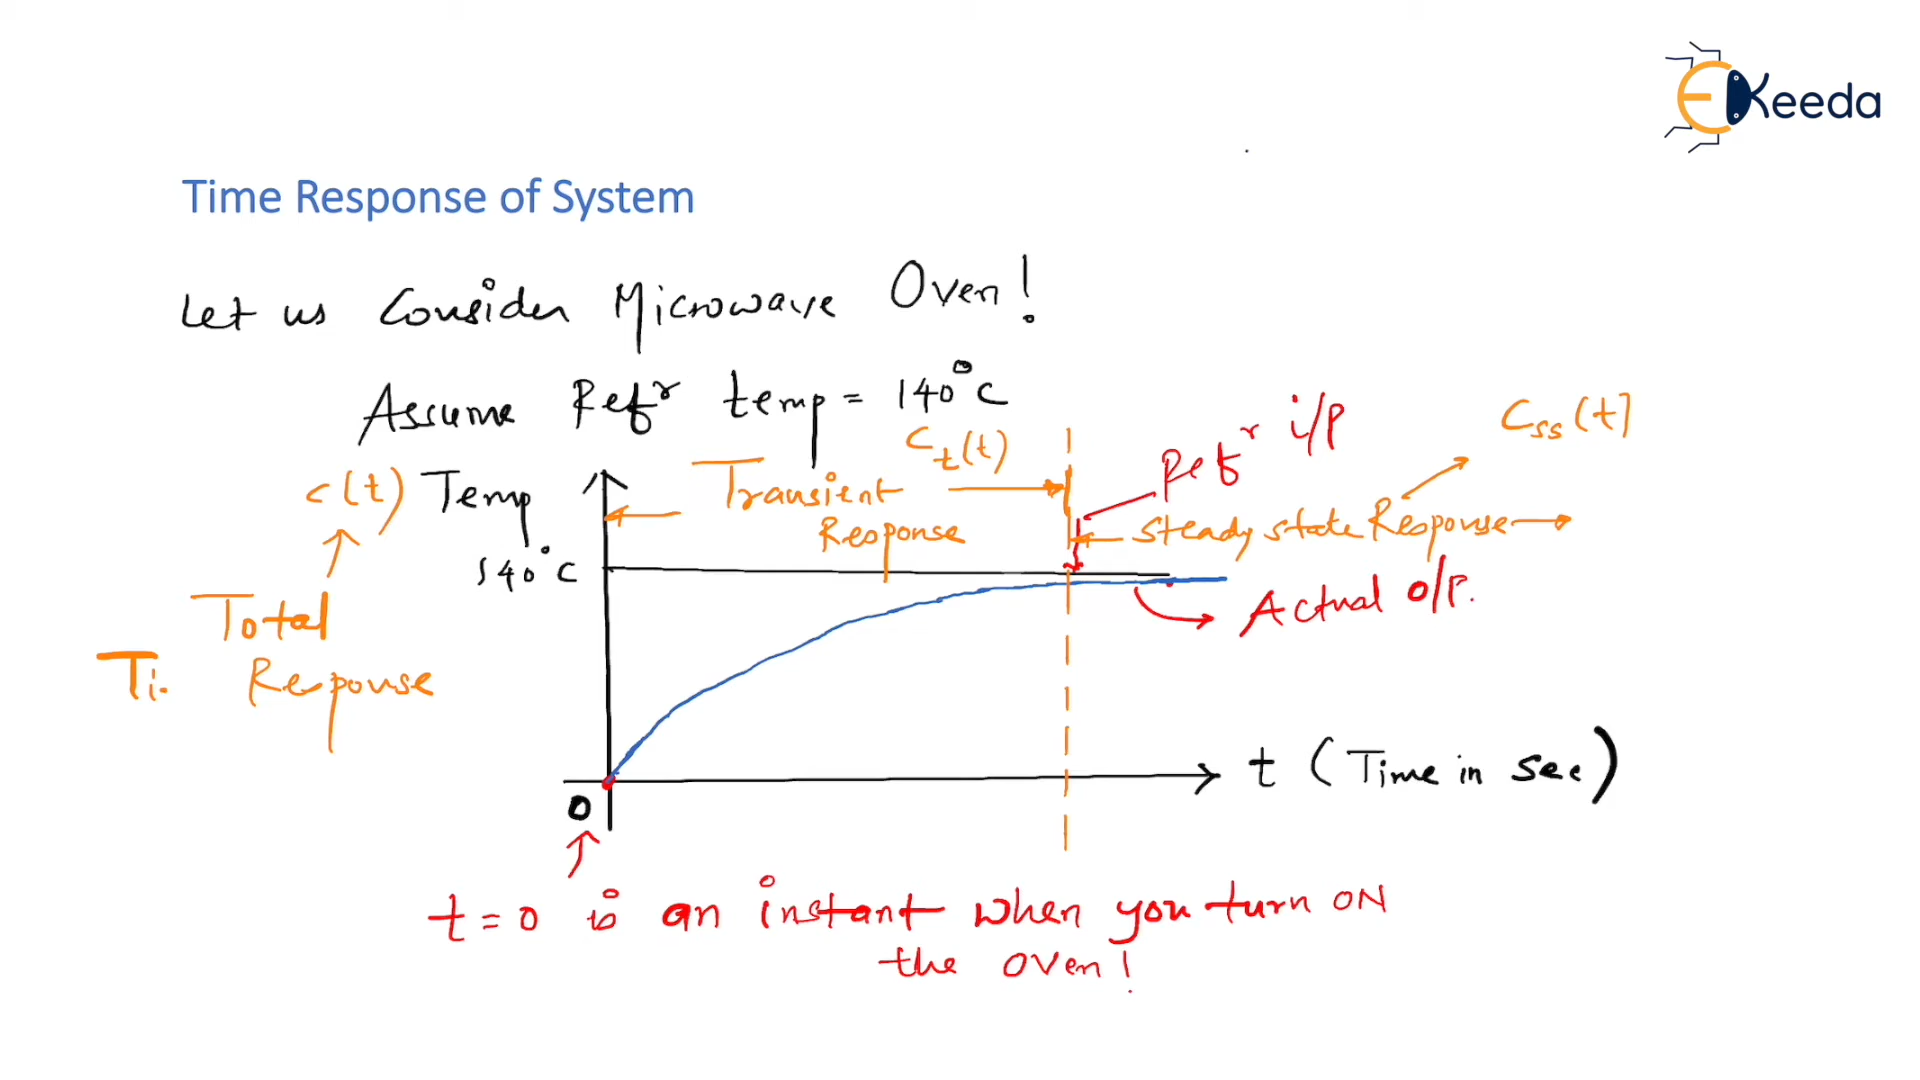 EKeeda
Time Response of System
Let us Consider Microwave Oven!
Assume Refr temp = 140°C
c(t) Temp
Ct(t)
Transient
Response
Refr i/P
Css(t)
Steady state Response
140°C
Actual O/P.
Total
Response
Ti.
t (Time in sec)
0
t = 0 is an instant when you turn ON
the oven!